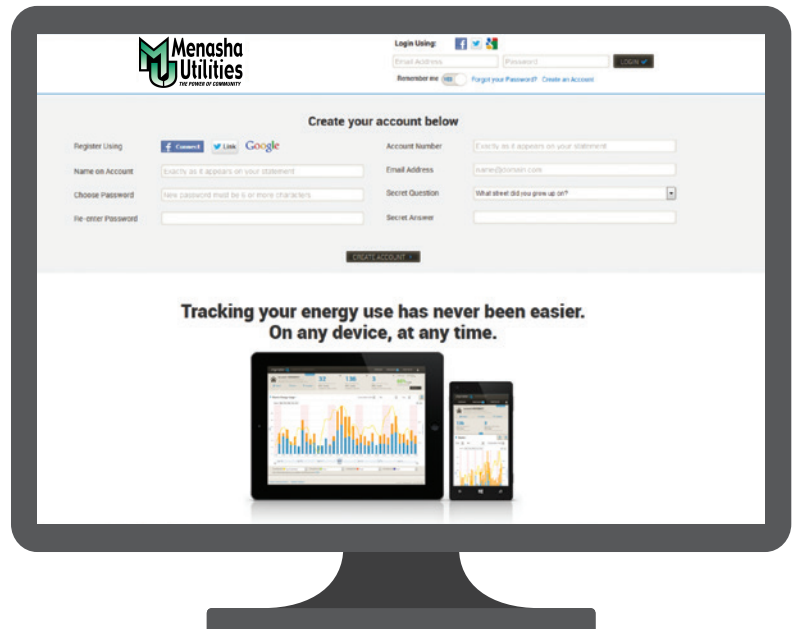 Menasha
Utilities
THE POWER OF COMMUNITY
Login Using:
Email Address
Password
LOGIN
Remember me
YES
Forgot your Password?
Create an Account
Create your account below
Register Using
Connect
Link
Google
Name on Account
Exactly as it appears on your statement
Choose Password
New password must be 6 or more characters
Re-enter Password
Account Number
Exactly as it appears on your statement
Email Address
name@domain.com
Secret Question
What street did you grow up on?
Secret Answer
CREATE ACCOUNT
Tracking your energy use has never been easier.
On any device, at any time.